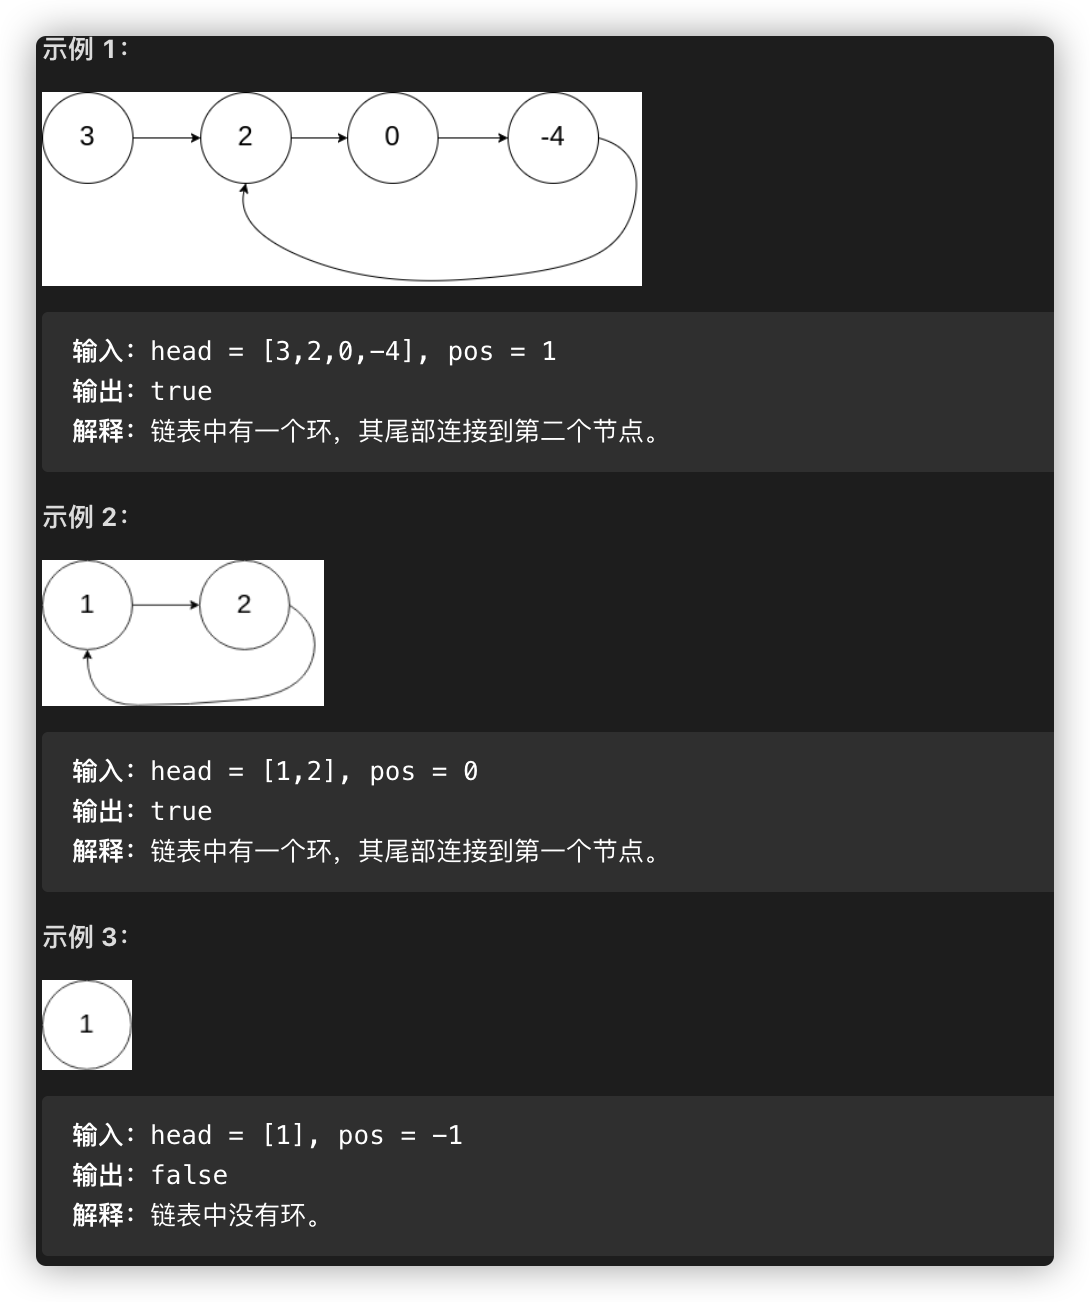 示例 1：
3 2 0 -4
输入：head = [3,2,0,-4], pos = 1
输出：true
解释：链表中有一个环，其尾部连接到第二个节点。
示例 2：
1 2
输入：head = [1,2], pos = 0
输出：true
解释：链表中有一个环，其尾部连接到第一个节点。
示例 3：
1
输入：head = [1], pos = -1
输出：false
解释：链表中没有环。